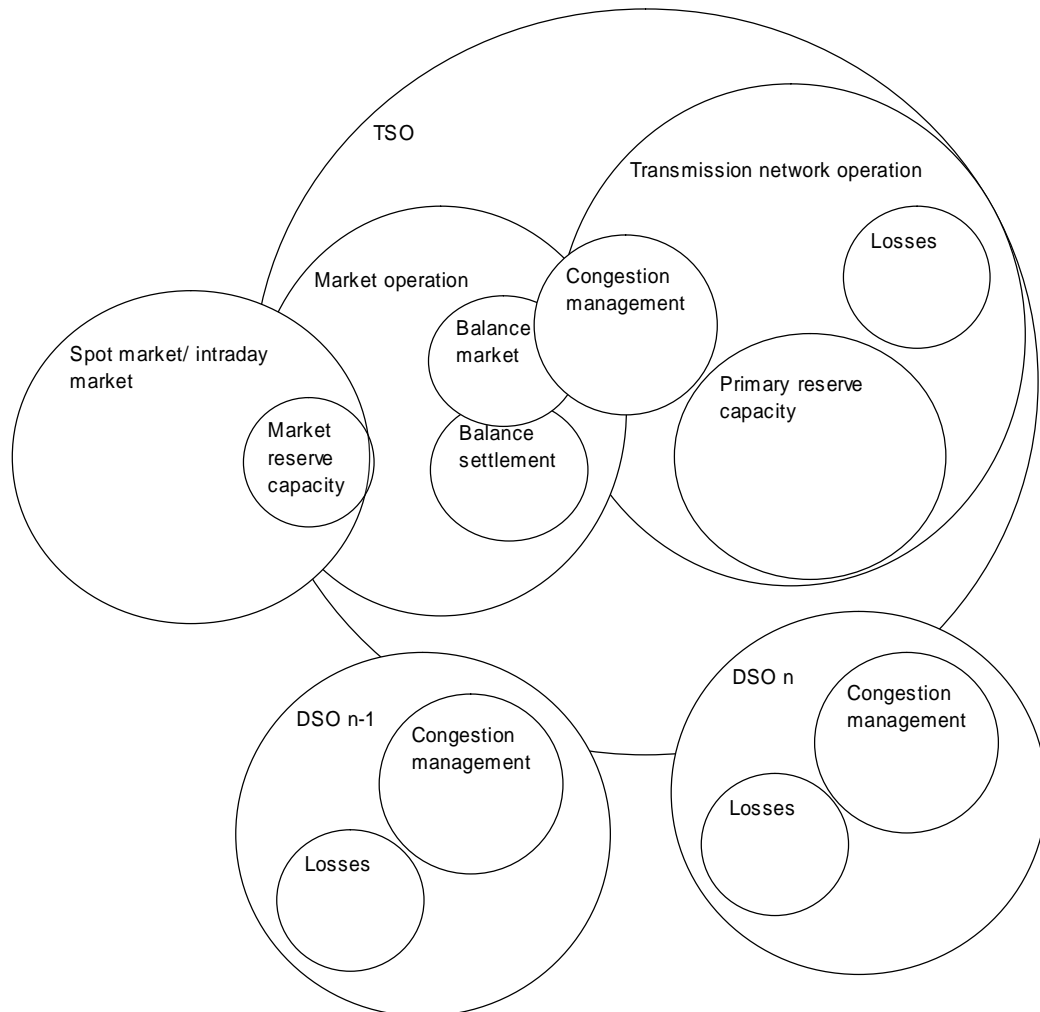 TSO
Transmission network operation
Losses
Market operation
Congestion
management
Balance
market
Spot market/ intraday
market
Primary reserve
capacity
Market
reserve
capacity
Balance
settlement
DSO n-1
Congestion
management
Losses
DSO n
Congestion
management
Losses